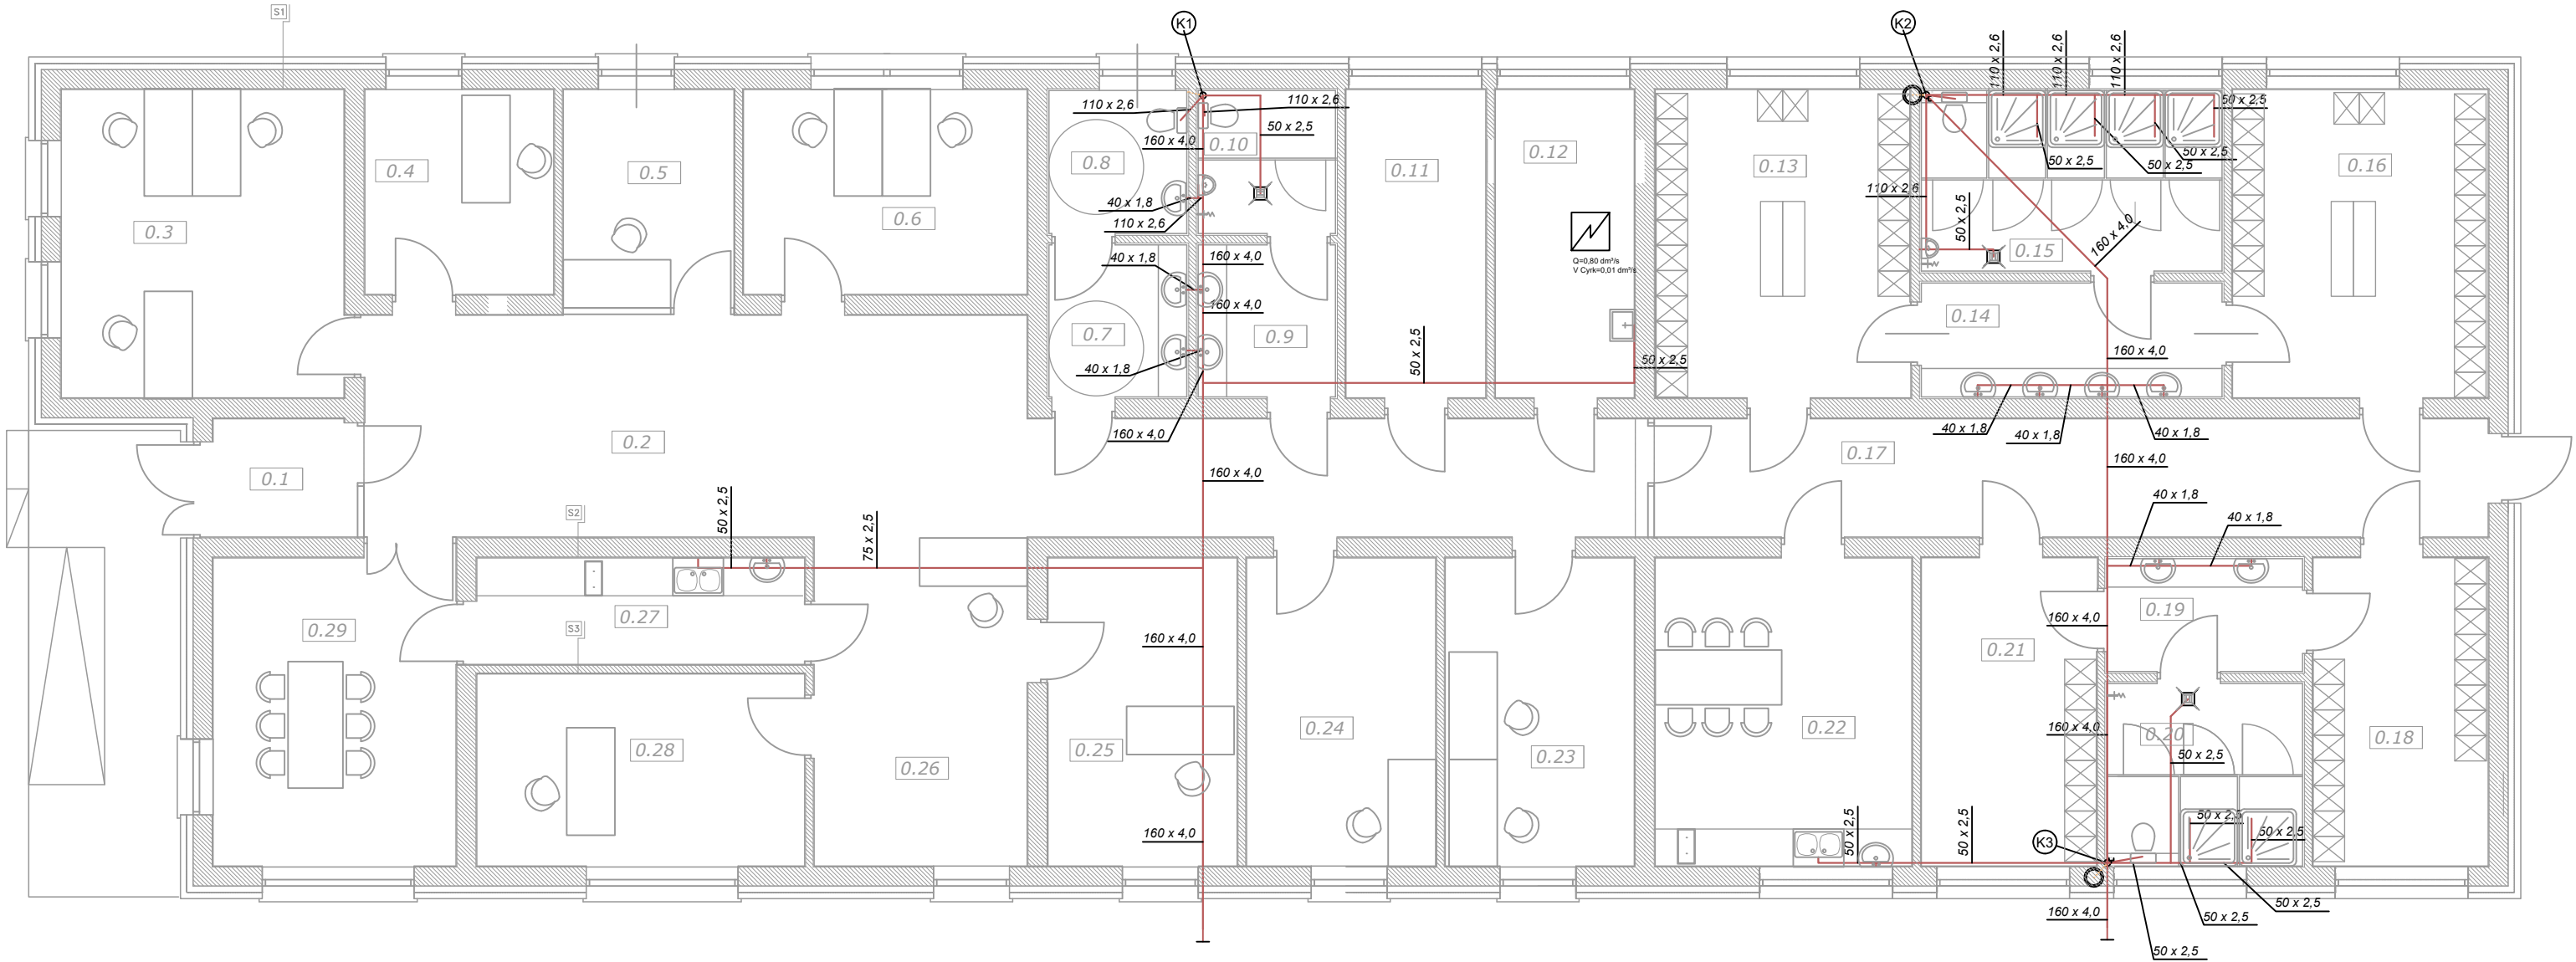 S1
K1
K2
110 x 2,6
110 x 2,6
110 x 2,6
110 x 2,6
110 x 2,6
50 x 2,5
50 x 2,5
160 x 4,0
0.10
0.4
0.5
0.8
0.11
0.12
0.13
0.16
50 x 2,5
50 x 2,5
50 x 2,5
110 x 2,6
40 x 1,8
110 x 2,6
0.6
0.3
50 x 2,5
160 x 4,0
0.15
160 x 4,0
40 x 1,8
Q=0,80 dm³/s
V Cyrk=0,01 dm³/s
160 x 4,0
0.14
0.7
0.9
50 x 2,5
50 x 2,5
160 x 4,0
40 x 1,8
160 x 4,0
40 x 1,8
40 x 1,8
40 x 1,8
0.2
0.17
0.1
160 x 4,0
160 x 4,0
50 x 2,5
75 x 2,5
40 x 1,8
40 x 1,8
S2
0.27
0.29
S3
160 x 4,0
160 x 4,0
0.19
0.21
0.24
0.22
160 x 4,0
0.20
0.18
0.28
0.25
0.23
0.26
50 x 2,5
160 x 4,0
50 x 2,5
50 x 2,5
50 x 2,5
50 x 2,5
K3
160 x 4,0
50 x 2,5
50 x 2,5
50 x 2,5